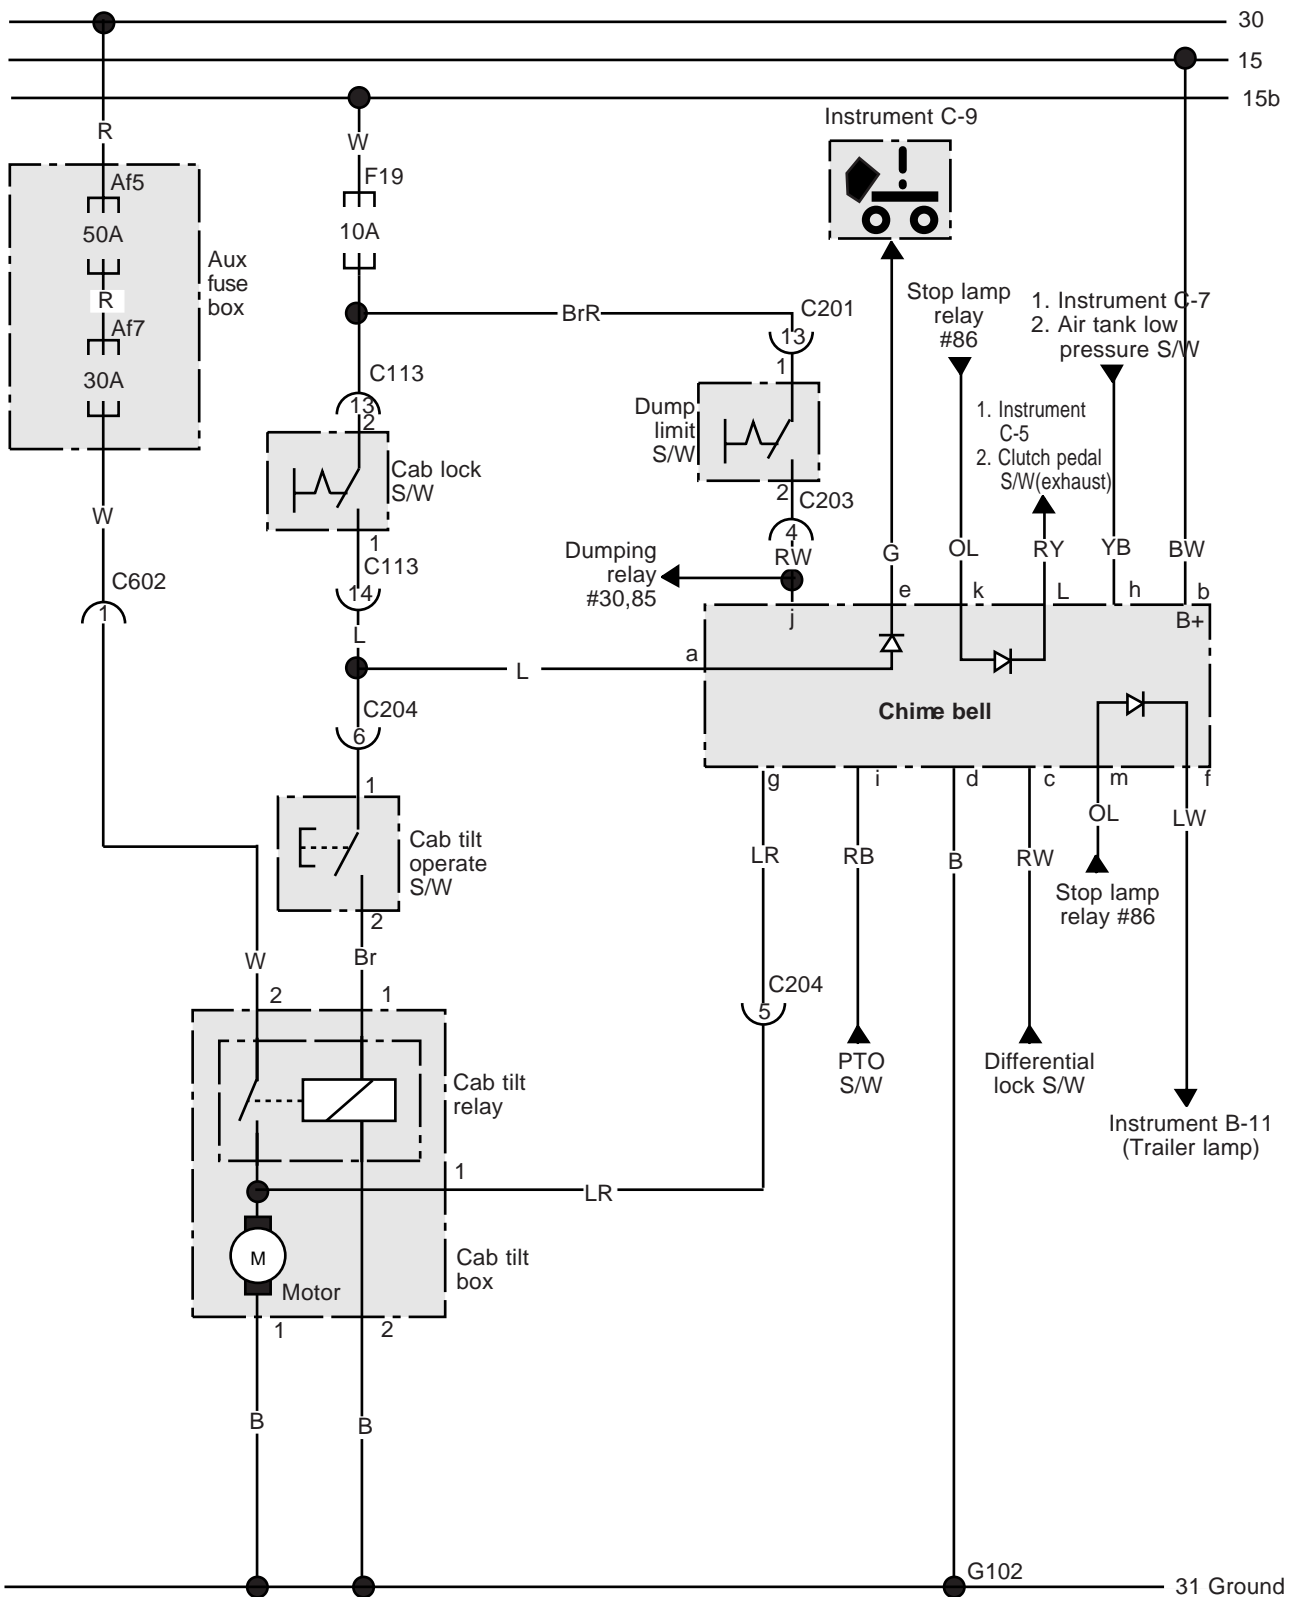 30
15
15b
Instrument C-9
R
W
Af5
F19
50A
10A
Aux
fuse
box
R
Af7
30A
BrR
C201
13
1
Stop lamp
relay
#86
1. Instrument C-7
2. Air tank low
pressure S/W
C113
13
2
Dump
limit
S/W
1. Instrument
C-5
2. Clutch pedal
S/W(exhaust)
Cab lock
S/W
2
C203
4
W
1
C113
14
Dumping
relay
#30,85
RW
G
OL
RY
YB
BW
C602
1
e
k
L
h
b
j
B+
L
a
L
C204
6
Chime bell
1
g
i
d
c
m
f
OL
LW
Cab tilt
operate
S/W
LR
RB
B
RW
Stop lamp
relay #86
2
W
Br
2
1
C204
5
PTO
S/W
Differential
lock S/W
Cab tilt
relay
Instrument B-11
(Trailer lamp)
1
LR
M
Cab tilt
box
Motor
1
2
B
B
G102
31 Ground